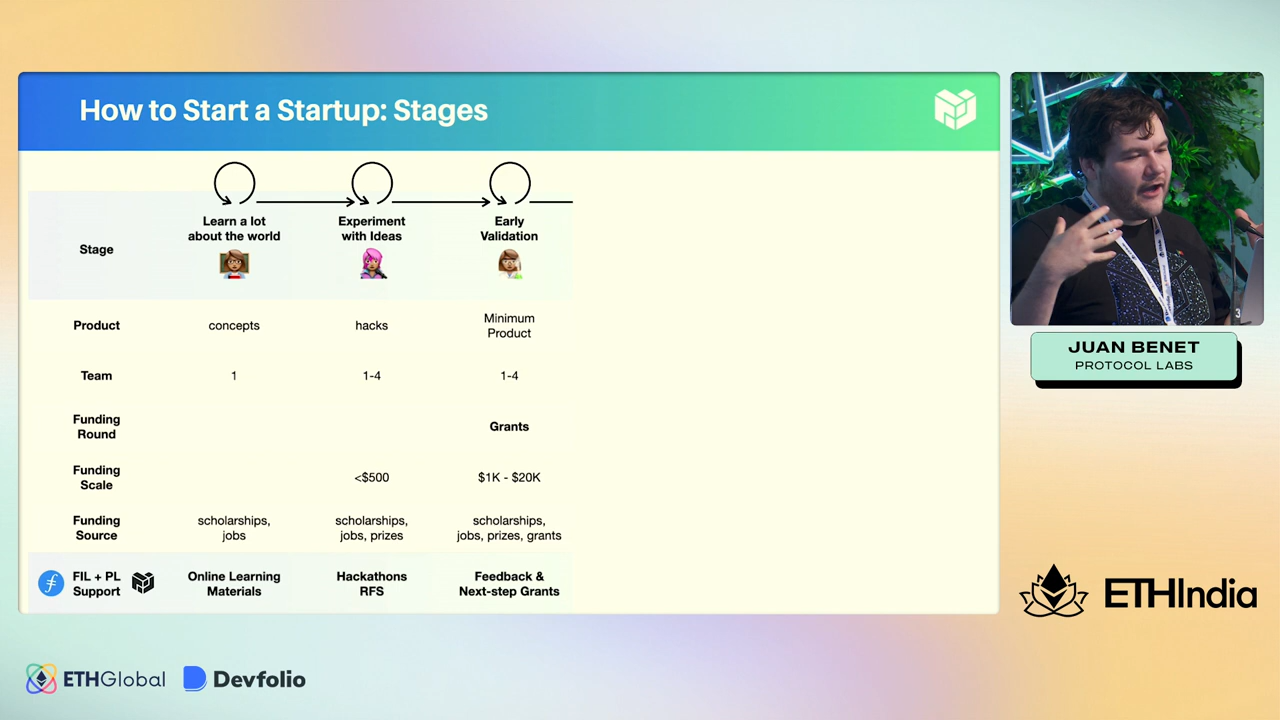 How to Start a Startup: Stages
Stage
Learn a lot
about the world
Experiment
with Ideas
Early
Validation
Product
concepts
hacks
Minimum
Product
Team
1
1-4
1-4
Funding
Round
Grants
Funding
Scale
<$500
$1K - $20K
Funding
Source
scholarships,
jobs
scholarships,
jobs, prizes
scholarships,
jobs, prizes, grants
FIL + PL
Support
Online Learning
Materials
Hackathons
RFS
Feedback &
Next-step Grants
3
JUAN BENET
PROTOCOL LABS
ETHIndia
ETHGlobal
Devfolio